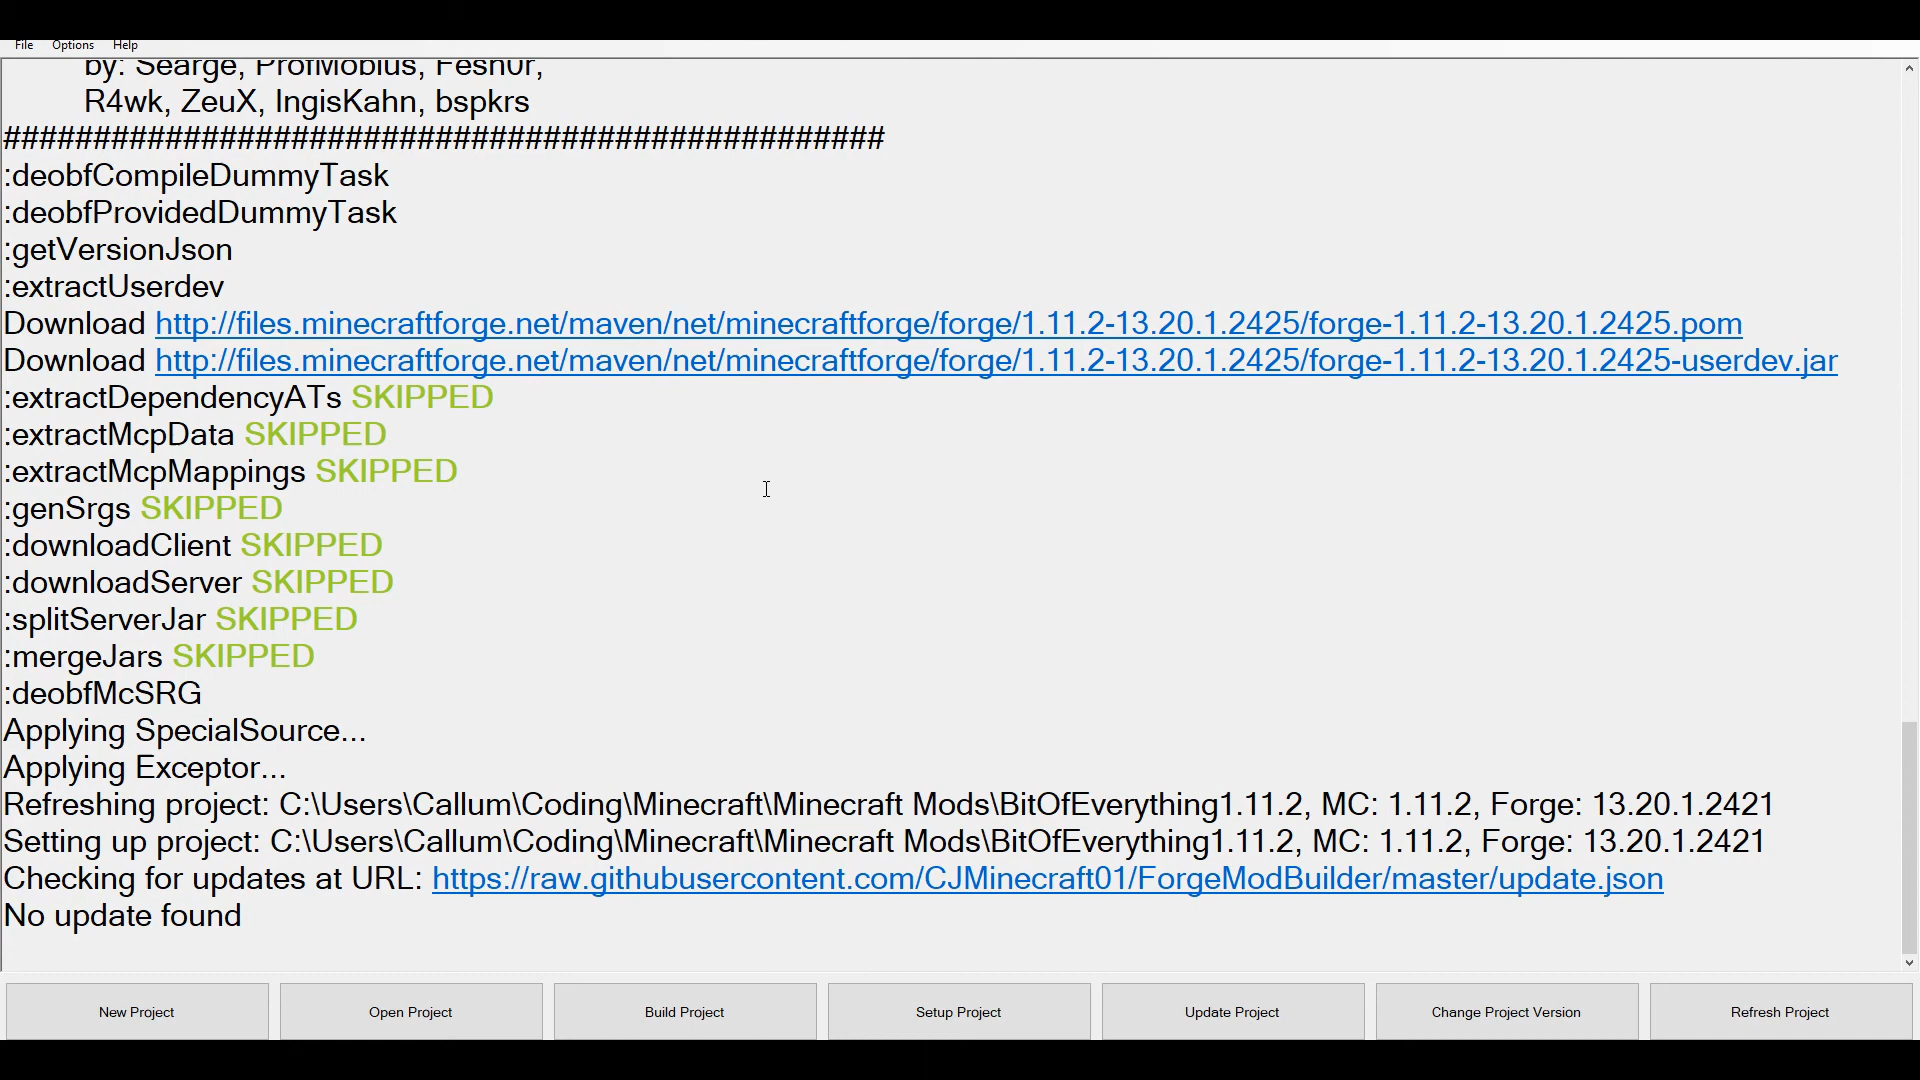 File Options Help
by: Searge, ProfMobius, Fesh0r,
R4wk, ZeuX, IngisKahn, bspkrs
#################################################
:deobfCompileDummyTask
:deobfProvidedDummyTask
:getVersionJson
:extractUserdev
Download http://files.minecraftforge.net/maven/net/minecraftforge/forge/1.11.2-13.20.1.2425/forge-1.11.2-13.20.1.2425.pom
Download http://files.minecraftforge.net/maven/net/minecraftforge/forge/1.11.2-13.20.1.2425/forge-1.11.2-13.20.1.2425-userdev.jar
:extractDependencyATs SKIPPED
:extractMcpData SKIPPED
:extractMcpMappings SKIPPED
:genSrgs SKIPPED
:downloadClient SKIPPED
:downloadServer SKIPPED
:splitServerJar SKIPPED
:mergeJars SKIPPED
:deobfMcSRG
Applying SpecialSource...
Applying Exceptor...
Refreshing project: C:\Users\Callum\Coding\Minecraft\Minecraft Mods\BitOfEverything1.11.2, MC: 1.11.2, Forge: 13.20.1.2421
Setting up project: C:\Users\Callum\Coding\Minecraft\Minecraft Mods\BitOfEverything1.11.2, MC: 1.11.2, Forge: 13.20.1.2421
Checking for updates at URL: https://raw.githubusercontent.com/CJMinecraft01/ForgeModBuilder/master/update.json
No update found
New Project Open Project Build Project Setup Project Update Project Change Project Version Refresh Project